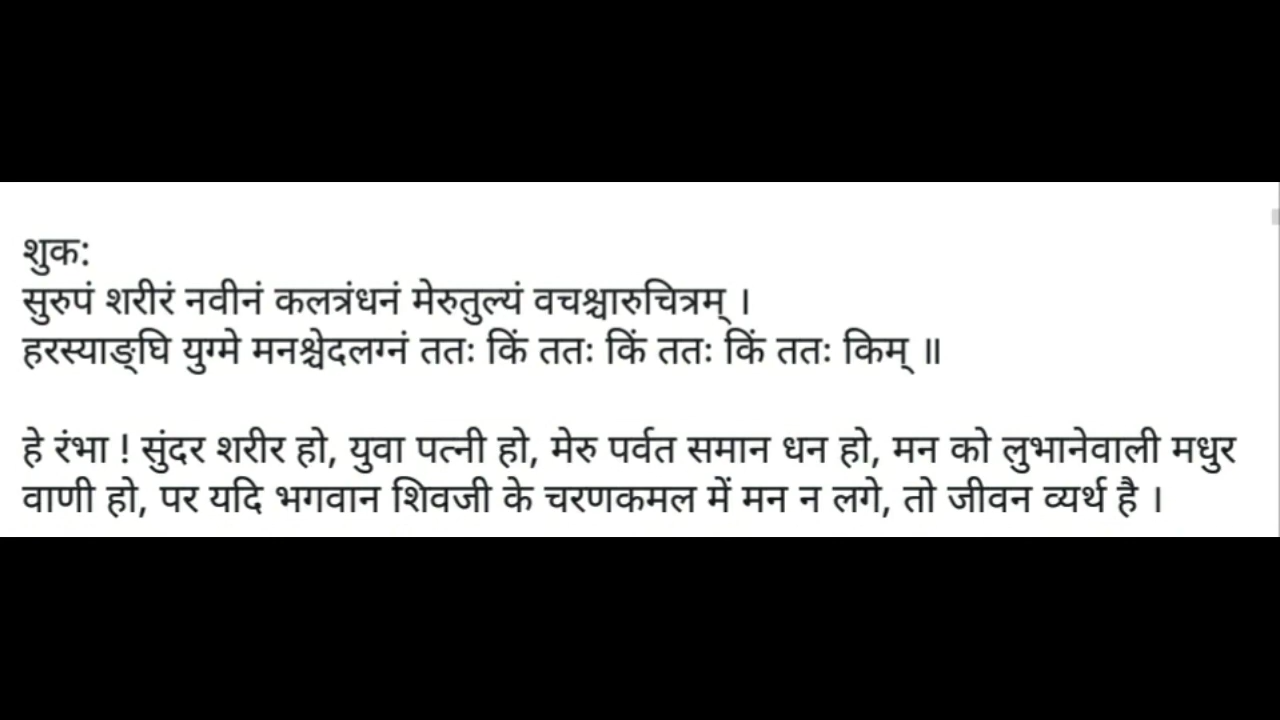 शुक:
सुरुपं शरीरं नवीनं कलत्रंधनं मेरुतुल्यं वचश्चारुचित्रम् ।
हरस्याङ्घि युग्मे मनश्चेदलग्नं ततः किं ततः किं ततः किं ततः किम् ॥
हे रंभा ! सुंदर शरीर हो, युवा पत्नी हो, मेरु पर्वत समान धन हो, मन को लुभानेवाली मधुर
वाणी हो, पर यदि भगवान शिवजी के चरणकमल में मन न लगे, तो जीवन व्यर्थ है ।